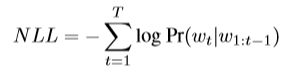 NLL = -\sum_{t=1}^{T} \log \Pr(w_t|w_{1:t-1})